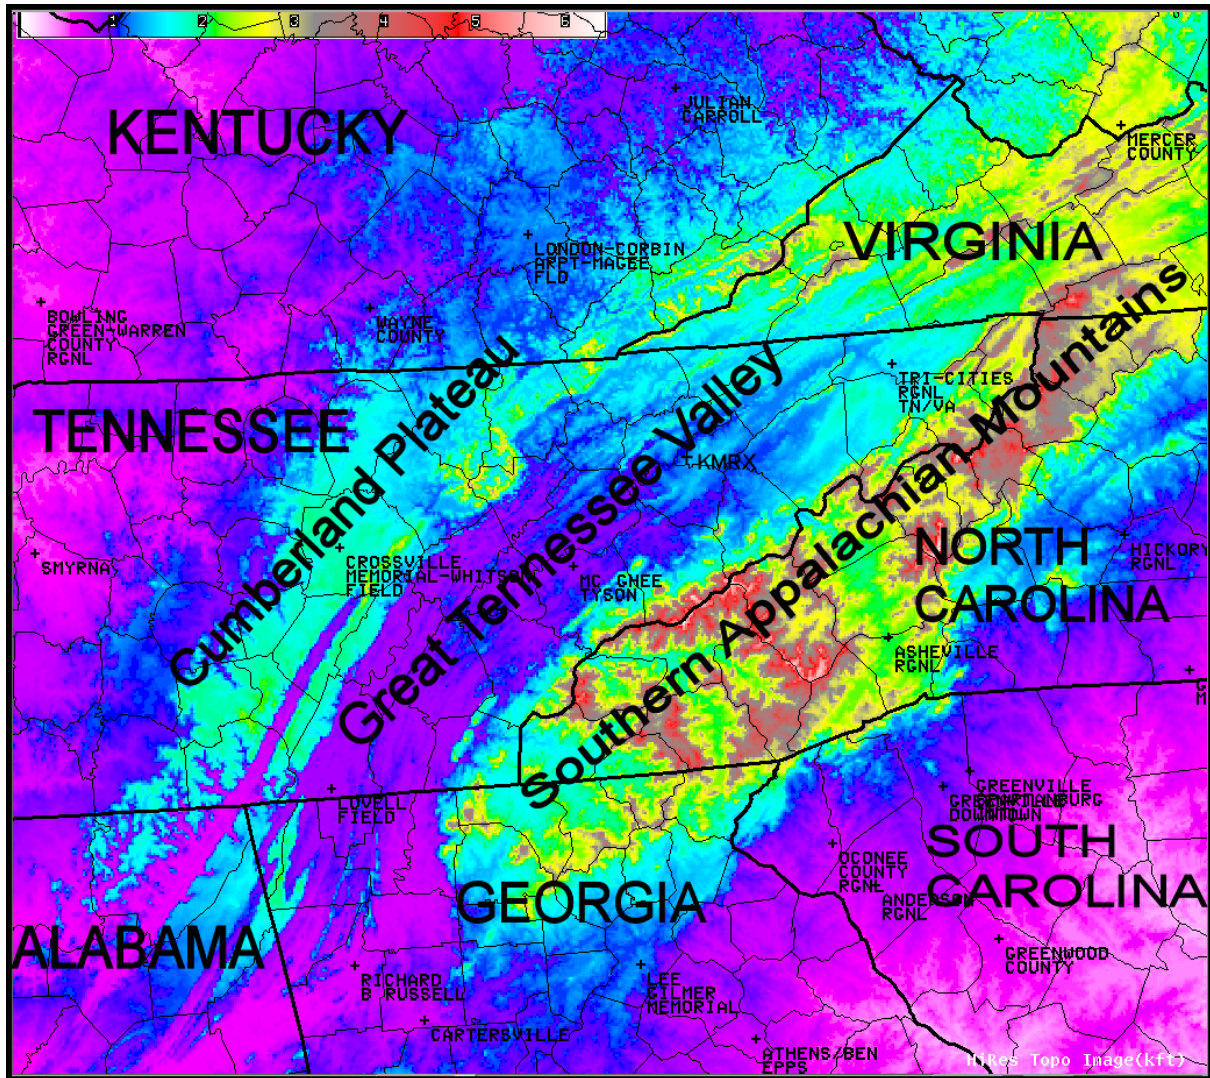 1 2 3 4 5 6
JULIAN
CARROLL
KENTUCKY
MERCER
COUNTY
VIRGINIA
LONDON-CORBIN
ARPT-MAGEE
FLD
BOWLING
GREEN-WARREN
COUNTY
RGNL
WAYNE
COUNTY
TENNESSEE
Cumberland Plateau
Great Tennessee Valley
Southern Appalachian Mountains
TRI-CITIES
RGNL
TN/VA
KMRX
SMYRNA
CROSSVILLE
MEMORIAL-WHITSON
FIELD
MC GHEE
TYSON
NORTH
CAROLINA
HICKORY
RGNL
ASHEVILLE
RGNL
LOVELL
FIELD
GREENVILLE
DOWNTOWN
SOUTH
CAROLINA
OCONEE
COUNTY
RGNL
ANDERSON
RGNL
GEORGIA
ALABAMA
GREENWOOD
COUNTY
RICHARD
B RUSSELL
LEE
GILMER
MEMORIAL
CARTERSVILLE
ATHENS/BEN
EPPS
HiRes Topo Image(kft)